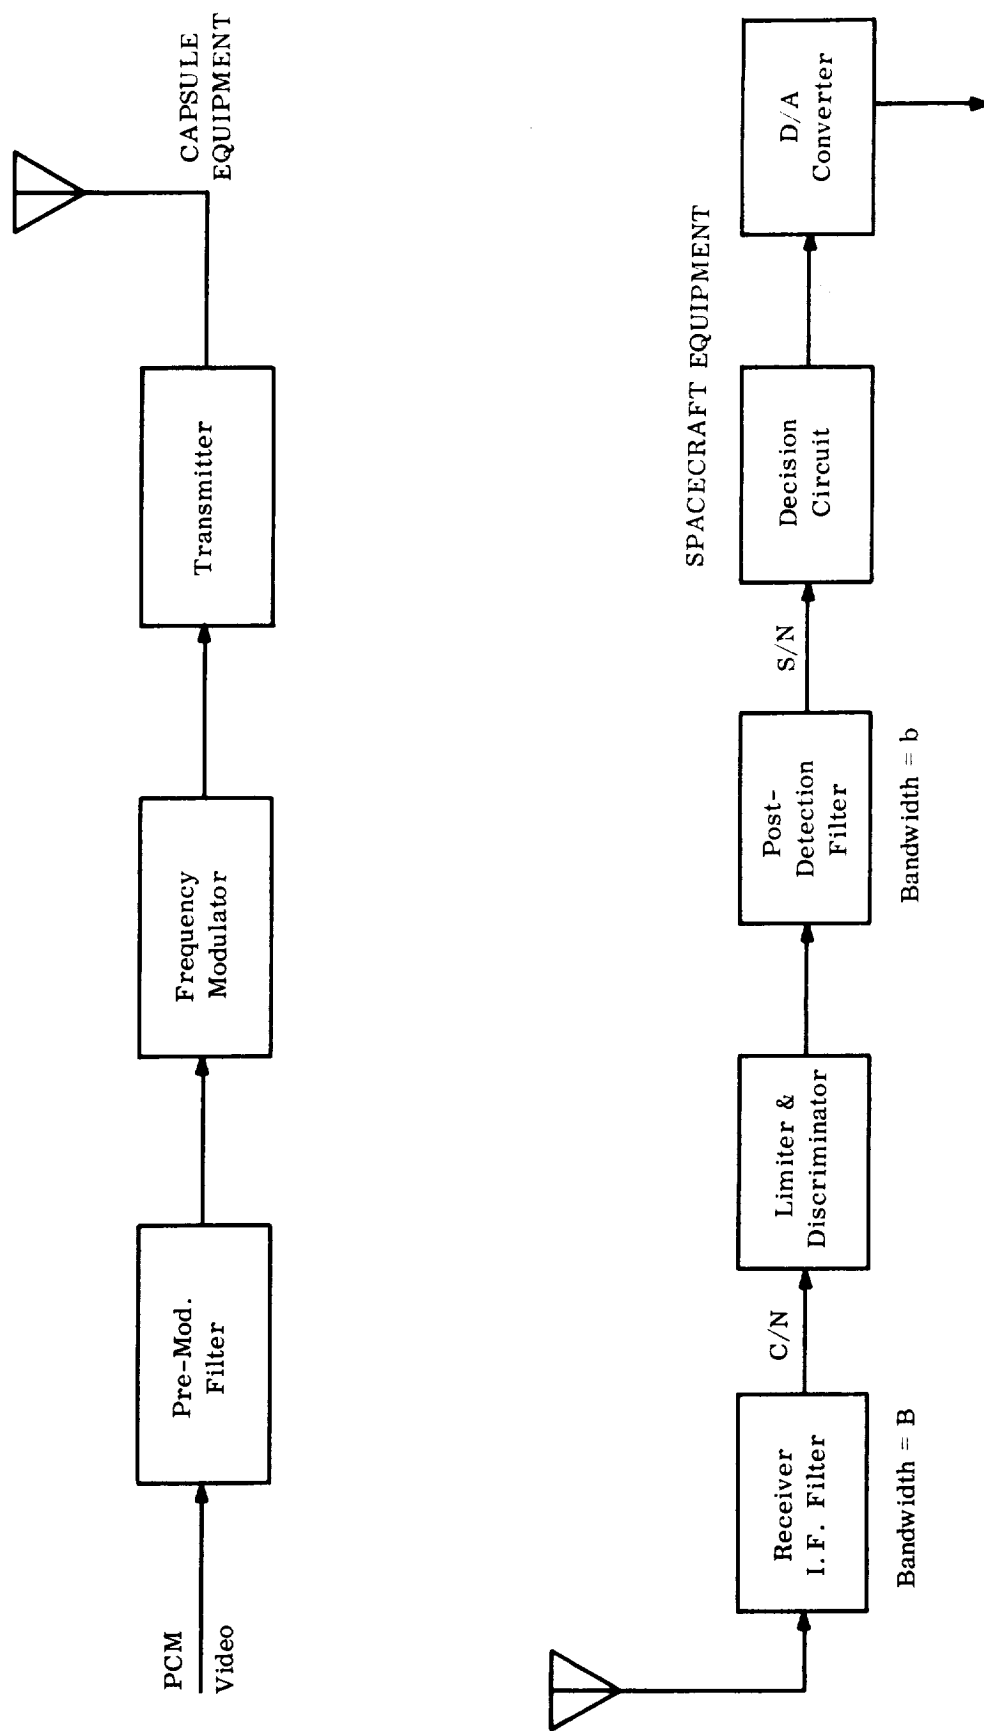 PCM
Video
Pre-Mod.
Filter
Frequency
Modulator
Transmitter
CAPSULE
EQUIPMENT
SPACECRAFT EQUIPMENT
Receiver
I.F. Filter
Bandwidth = B
C/N
Limiter &
Discriminator
Post-
Detection
Filter
Bandwidth = b
S/N
Decision
Circuit
D/A
Converter